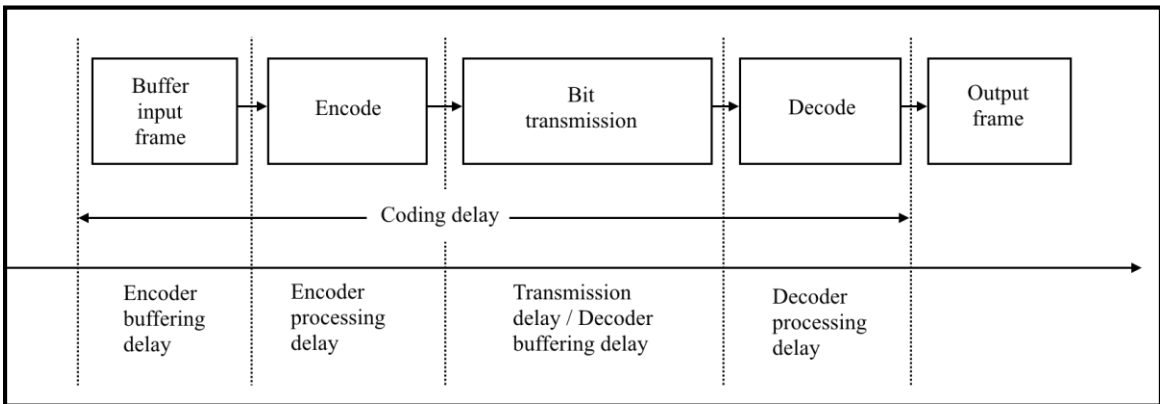 Buffer
input
frame
Encode
Bit
transmission
Decode
Output
frame
Coding delay
Encoder
buffering
delay
Encoder
processing
delay
Transmission
delay / Decoder
buffering delay
Decoder
processing
delay